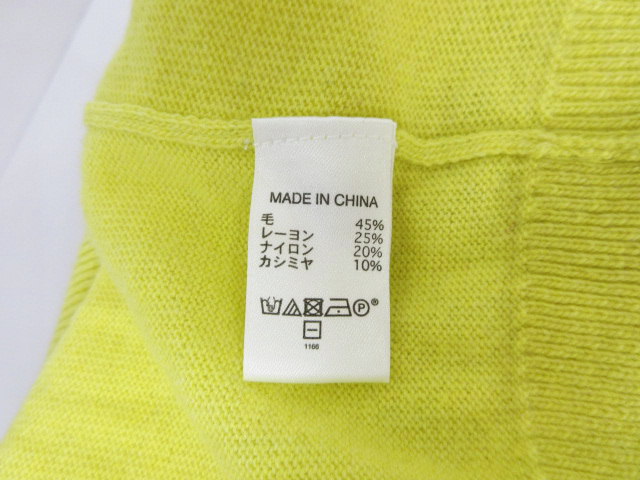 MADE IN CHINA
毛 45%
レーヨン 25%
ナイロン 20%
カシミヤ 10%
P ®
1166